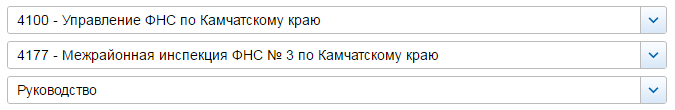 4100 - Управление ФНС по Камчатскому краю
4177 - Межрайонная инспекция ФНС № 3 по Камчатскому краю
Руководство